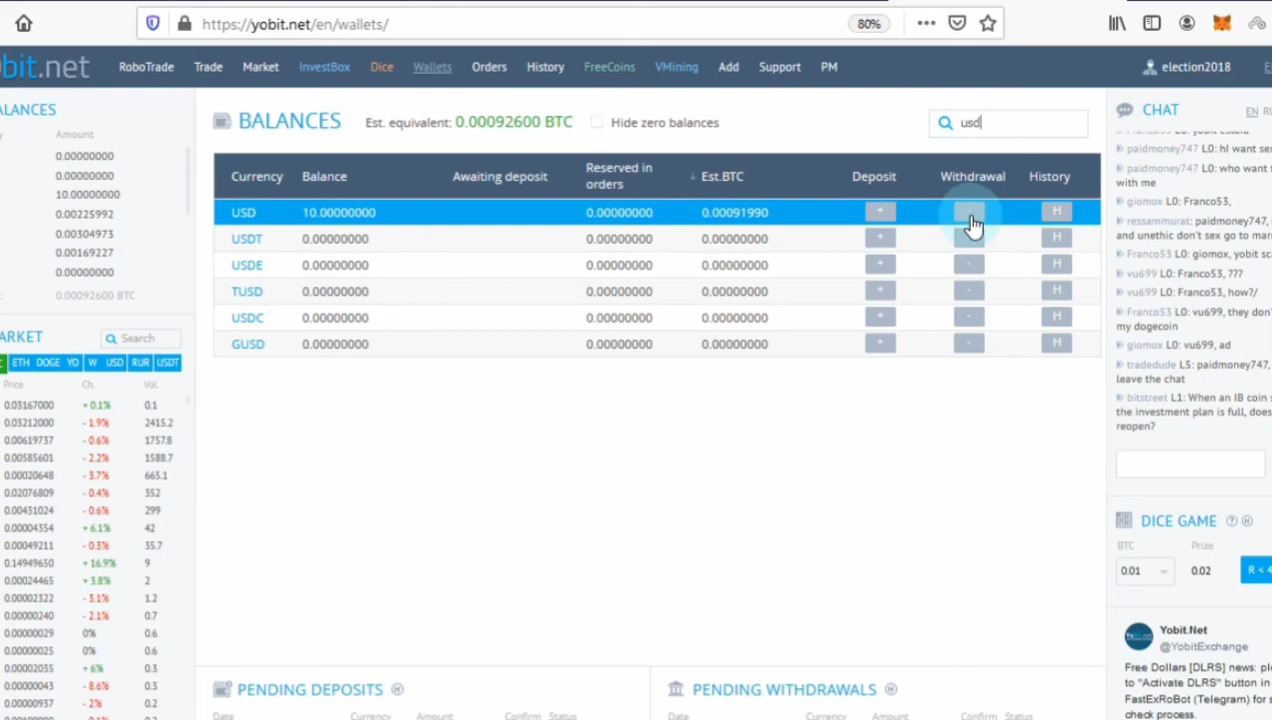 https://yobit.net/en/wallets/
80%
bit.net
RoboTrade Trade Market InvestBox Dice Wallets Orders History FreeCoins VMining Add Support PM
election2018
ALANCES
Amount
0.00000000
0.00000000
10.00000000
0.00225992
0.00304973
0.00169227
0.00000000
0.00092600 BTC
BALANCES
Est. equivalent: 0.00092600 BTC
Hide zero balances
usd
Currency Balance Awaiting deposit Reserved in orders Est.BTC Deposit Withdrawal History
USD 10.00000000 0.00000000 0.00091990 + - H
USDT 0.00000000 0.00000000 0.00000000 + - H
USDE 0.00000000 0.00000000 0.00000000 + - H
TUSD 0.00000000 0.00000000 0.00000000 + - H
USDC 0.00000000 0.00000000 0.00000000 + - H
GUSD 0.00000000 0.00000000 0.00000000 + - H
ARKET
Search
ETH DOGE YO W USD RUR USDT
Price Ch. Vol.
0.03167000 + 0.1% 0.1
0.03212000 - 1.9% 2415.2
0.00619737 - 0.6% 1757.8
0.00585601 - 2.2% 1588.7
0.00020648 - 3.7% 665.1
0.02076809 - 0.4% 352
0.00431024 - 0.6% 299
0.00004354 + 6.1% 42
0.00049211 - 0.3% 35.7
0.14949650 + 16.9% 9
0.00024465 + 3.8% 2
0.00002322 - 3.1% 1.2
0.00000240 - 2.1% 0.7
0.00000029 0% 0.6
0.00000025 0% 0.6
0.00002035 + 6% 0.3
0.00000043 - 8.6% 0.3
0.00000937 - 2% 0.2
PENDING DEPOSITS
Date Currency Amount Confirm Status
PENDING WITHDRAWALS
Date Currency Amount Confirm Status
CHAT
EN RU
paidmoney747 L0: hI want sex
paidmoney747 L0: who want
with me
giomox L0: Franco53,
ressammurat: paidmoney747,
and unethic don't sex go to mar
Franco53 L0: giomox, yobit sc
vu699 L0: Franco53, ???
vu699 L0: Franco53, how?/
Franco53 L0: vu699, they don'
my dogecoin
giomox L0: vu699, ad
tradedude L5: paidmoney747,
leave the chat
bitstreet L1: When an IB coin
the investment plan is full, does
reopen?
DICE GAME
BTC Prize
0.01 0.02 R < 4
Yobit.Net
@YobitExchange
Free Dollars [DLRS] news: pl
to "Activate DLRS" button in
FastExRoBot (Telegram) for
check process.